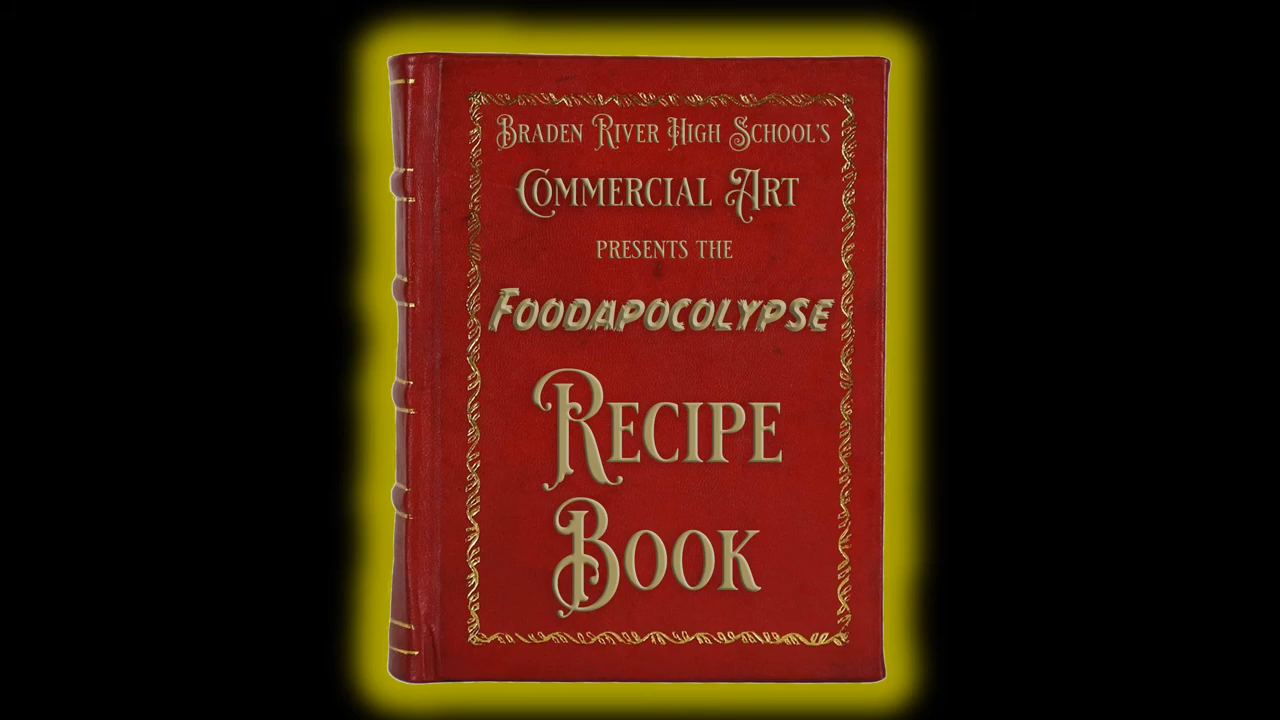 Braden River High School's
Commercial Art
presents the
Foodapocolypse
Recipe
Book